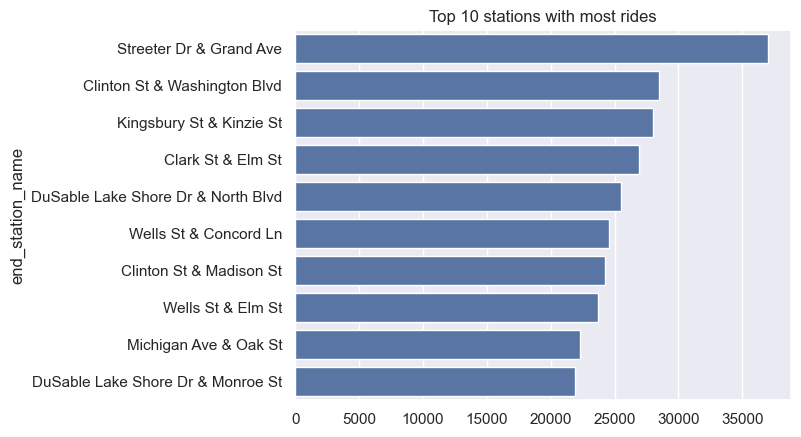 Top 10 stations with most rides
end_station_name
Streeter Dr & Grand Ave
Clinton St & Washington Blvd
Kingsbury St & Kinzie St
Clark St & Elm St
DuSable Lake Shore Dr & North Blvd
Wells St & Concord Ln
Clinton St & Madison St
Wells St & Elm St
Michigan Ave & Oak St
DuSable Lake Shore Dr & Monroe St
0 5000 10000 15000 20000 25000 30000 35000